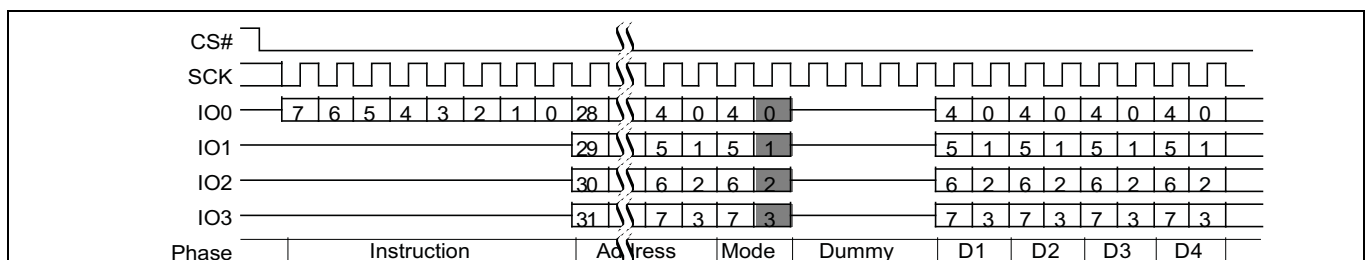 CS#
SCK
IO0 7 6 5 4 3 2 1 0 28 4 0 4 0 4 0 4 0 4 0 4 0
IO1 29 5 1 5 1 5 1 5 1 5 1 5 1
IO2 30 6 2 6 2 6 2 6 2 6 2 6 2
IO3 31 7 3 7 3 7 3 7 3 7 3 7 3
Phase Instruction Address Mode Dummy D1 D2 D3 D4